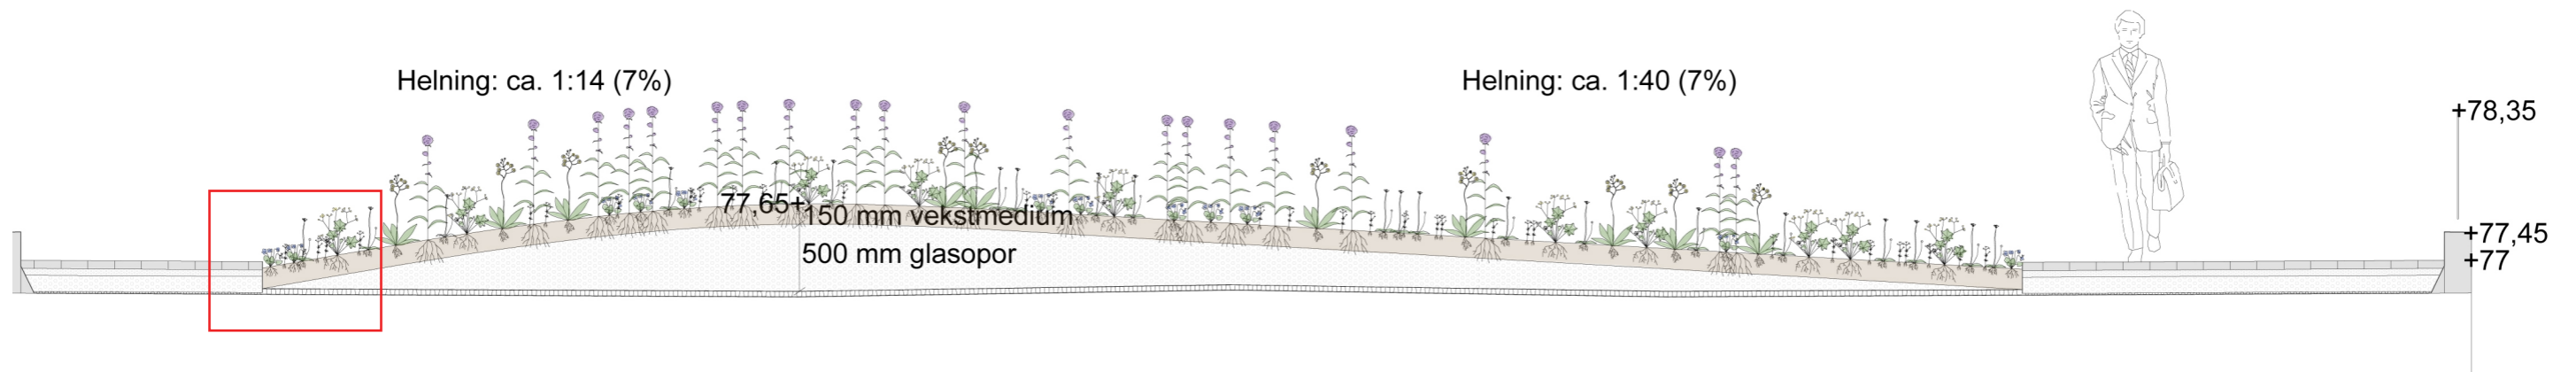 Helning: ca. 1:14 (7%)
Helning: ca. 1:40 (7%)
+78,35
77,65+
150 mm vekstmedium
500 mm glasopor
+77,45
+77